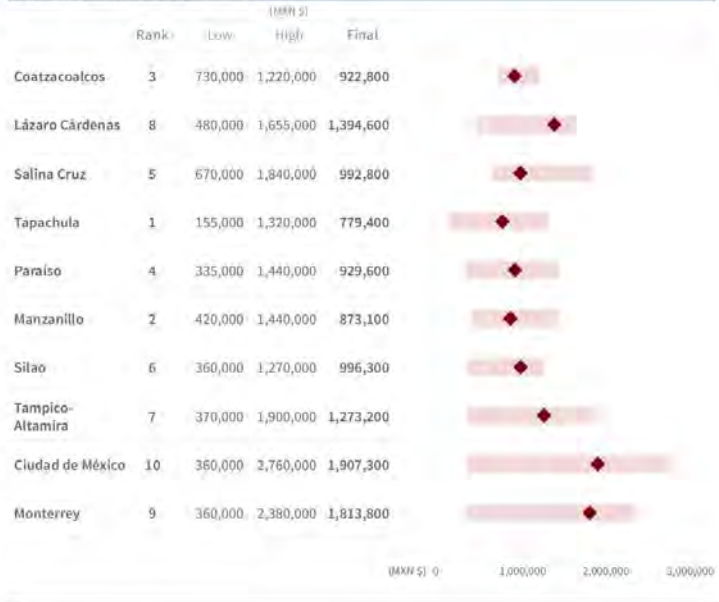 (MXN $)
Rank Low High Final
Coatzacoalcos 3 730,000 1,220,000 922,800
Lázaro Cárdenas 8 480,000 1,655,000 1,394,600
Salina Cruz 5 670,000 1,840,000 992,800
Tapachula 1 155,000 1,320,000 779,400
Paraíso 4 335,000 1,440,000 929,600
Manzanillo 2 420,000 1,440,000 873,100
Silao 6 360,000 1,270,000 996,300
Tampico-
Altamira 7 370,000 1,900,000 1,273,200
Ciudad de México 10 360,000 2,760,000 1,907,300
Monterrey 9 360,000 2,380,000 1,813,800
(MXN $) 0 1,000,000 2,000,000 3,000,000